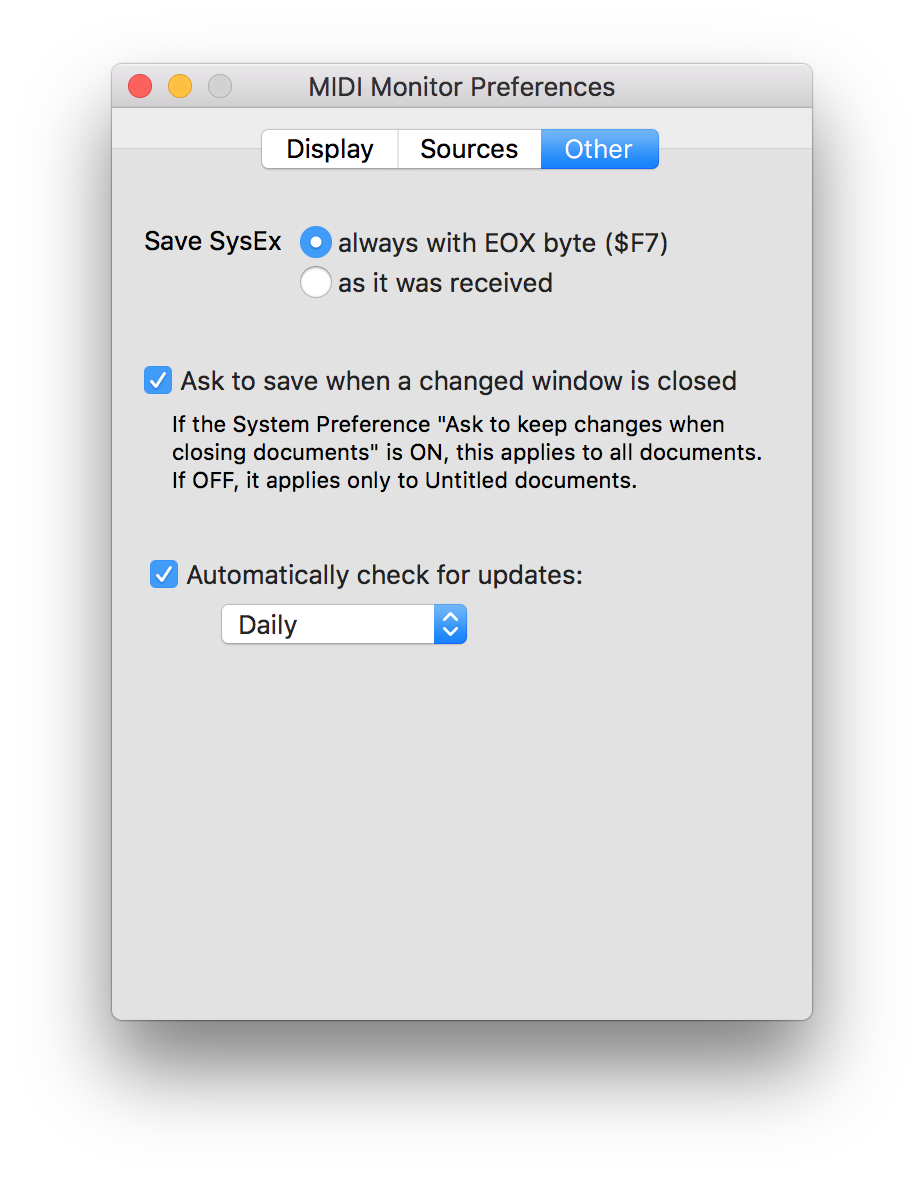 MIDI Monitor Preferences
Display Sources Other
Save SysEx always with EOX byte ($F7)
as it was received
Ask to save when a changed window is closed
If the System Preference "Ask to keep changes when
closing documents" is ON, this applies to all documents.
If OFF, it applies only to Untitled documents.
Automatically check for updates:
Daily